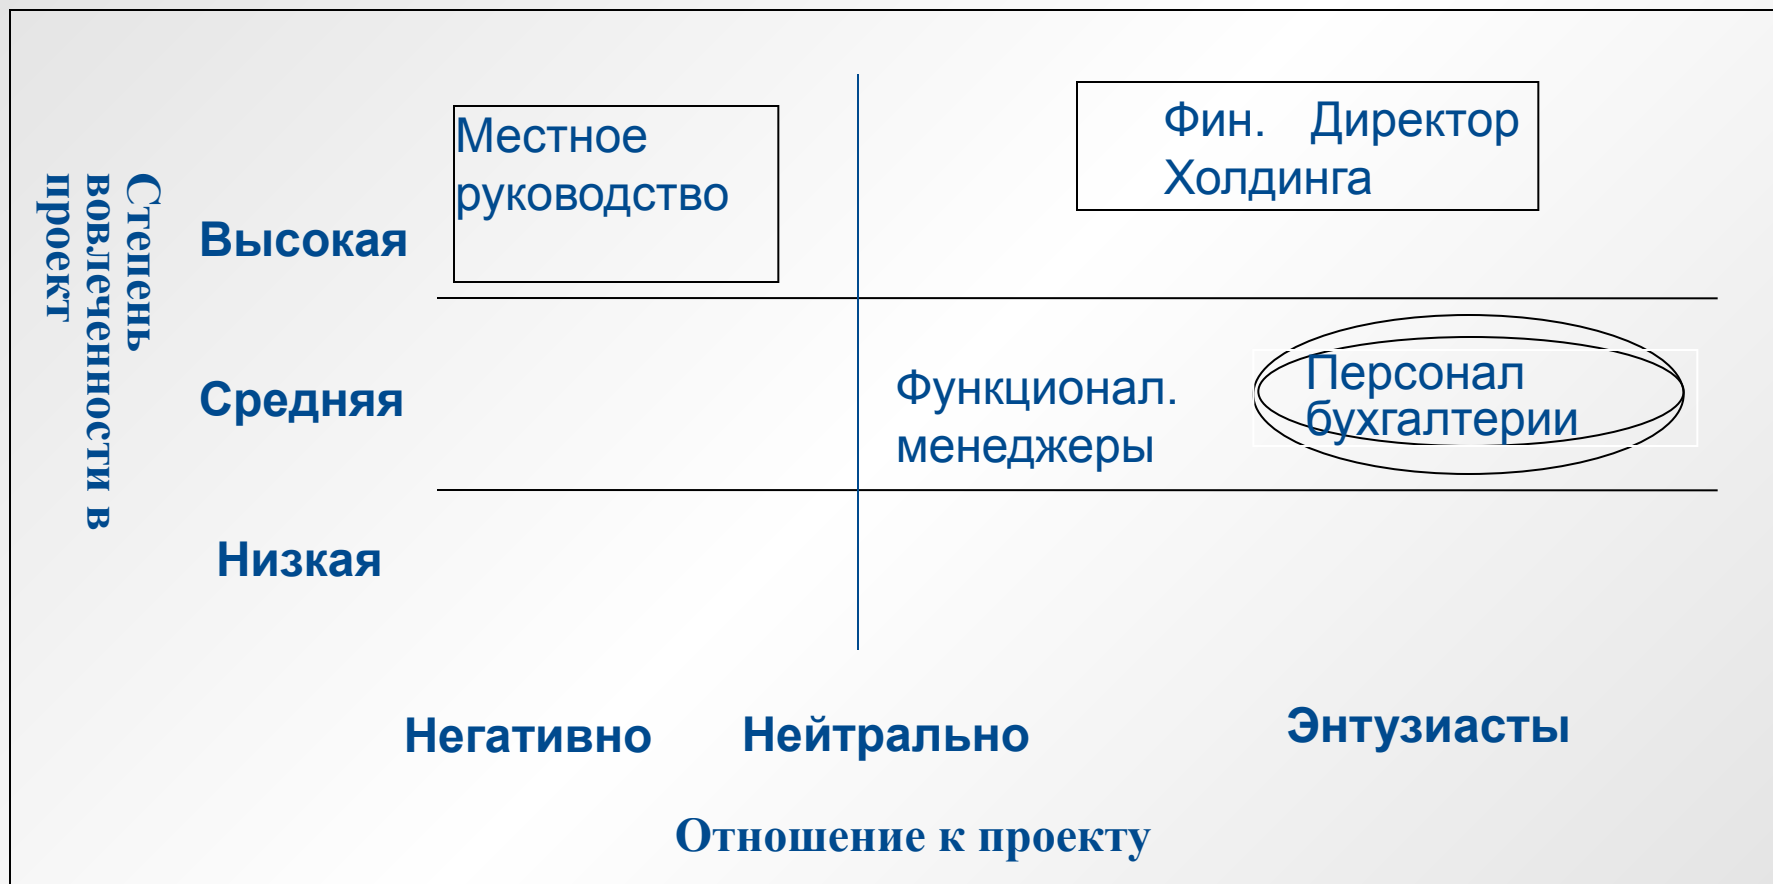 Степень
вовлеченности в
проект
Местное
руководство
Фин. Директор
Холдинга
Высокая
Средняя
Функционал.
менеджеры
Персонал
бухгалтерии
Низкая
Негативно
Нейтрально
Энтузиасты
Отношение к проекту